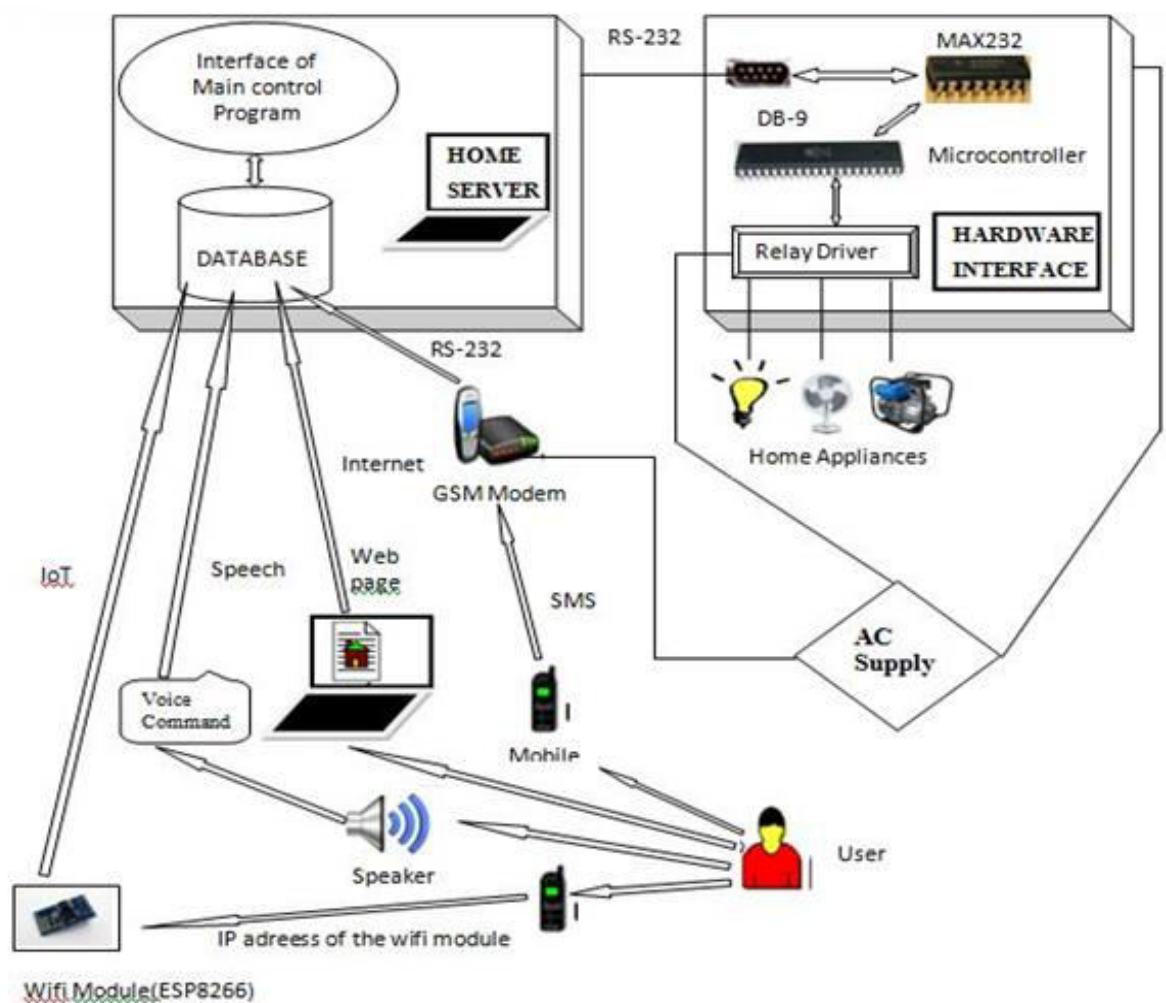 Interface of
Main control
Program
HOME
SERVER
DATABASE
RS-232
MAX232
DB-9
Microcontroller
Relay Driver
HARDWARE
INTERFACE
Home Appliances
RS-232
Internet
GSM Modem
IoT
Speech
Web
page
SMS
AC
Supply
Voice
Command
Mobile
Speaker
User
IP adreess of the wifi module
Wifi Module(ESP8266)